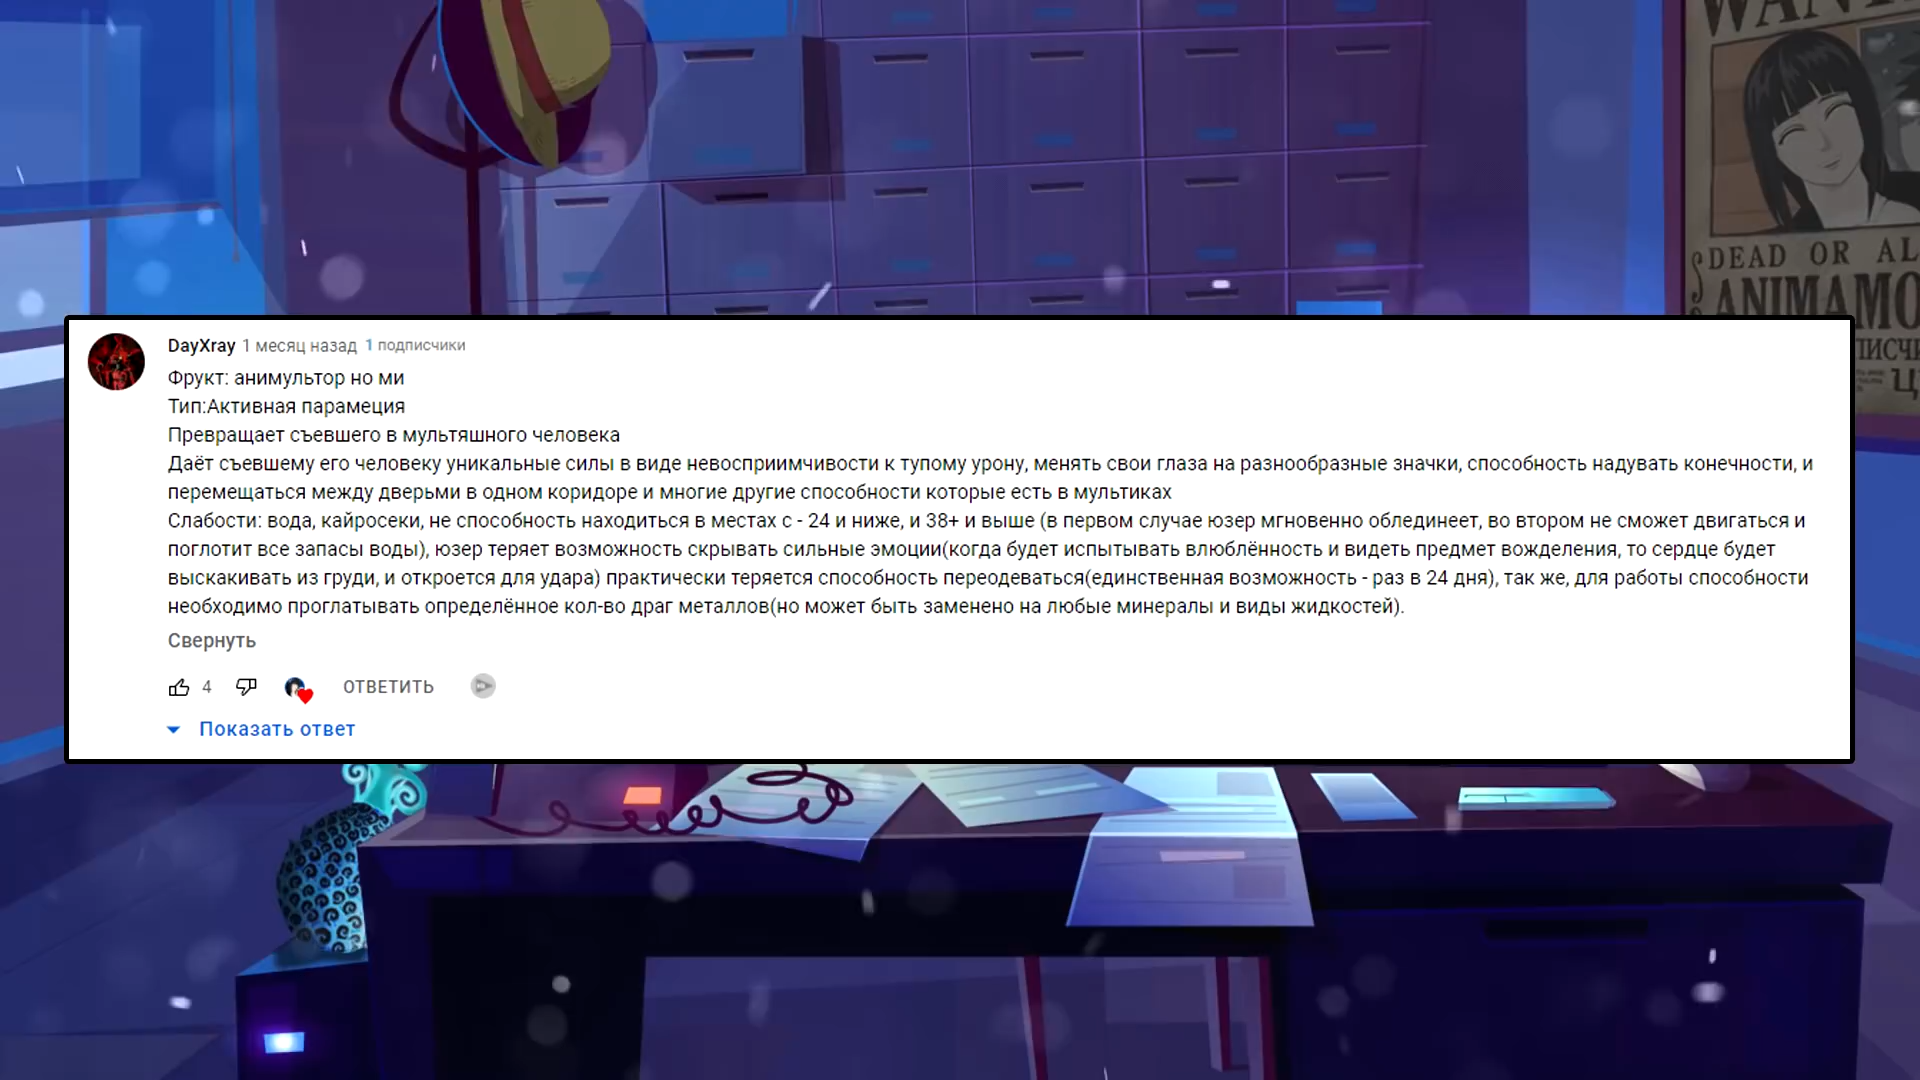 WANT
DEAD OR AL
ANIMAMO
DayXray 1 месяц назад 1 подписчики
Фрукт: анимультор но ми
Тип:Активная парамеция
Превращает съевшего в мультяшного человека
Даёт съевшему его человеку уникальные силы в виде невосприимчивости к тупому урону, менять свои глаза на разнообразные значки, способность надувать конечности, и
перемещаться между дверьми в одном коридоре и многие другие способности которые есть в мультиках
Слабости: вода, кайросеки, не способность находиться в местах с - 24 и ниже, и 38+ и выше (в первом случае юзер мгновенно обледенеет, во втором не сможет двигаться и
поглотит все запасы воды), юзер теряет возможность скрывать сильные эмоции(когда будет испытывать влюблённость и видеть предмет вожделения, то сердце будет
выскакивать из груди, и откроется для удара) практически теряется способность переодеваться(единственная возможность - раз в 24 дня), так же, для работы способности
необходимо проглатывать определённое кол-во драг металлов(но может быть заменено на любые минералы и виды жидкостей).
Свернуть
4 ОТВЕТИТЬ
Показать ответ